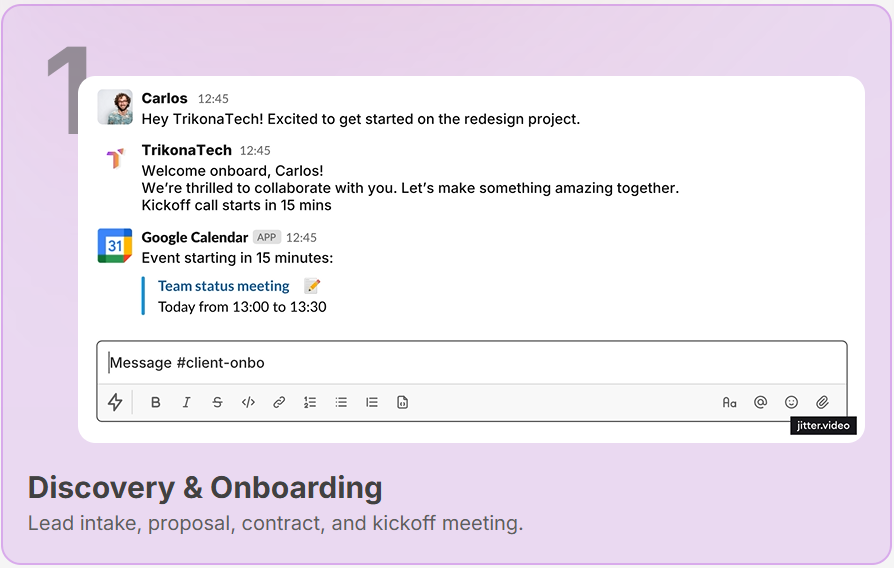 1
Carlos 12:45
Hey TrikonaTech! Excited to get started on the redesign project.
TrikonaTech 12:45
Welcome onboard, Carlos!
We’re thrilled to collaborate with you. Let’s make something amazing together.
Kickoff call starts in 15 mins
31
Google Calendar APP 12:45
Event starting in 15 minutes:
Team status meeting
Today from 13:00 to 13:30
Message #client-onbo
B I S </> Aa @
jitter.video
Discovery & Onboarding
Lead intake, proposal, contract, and kickoff meeting.